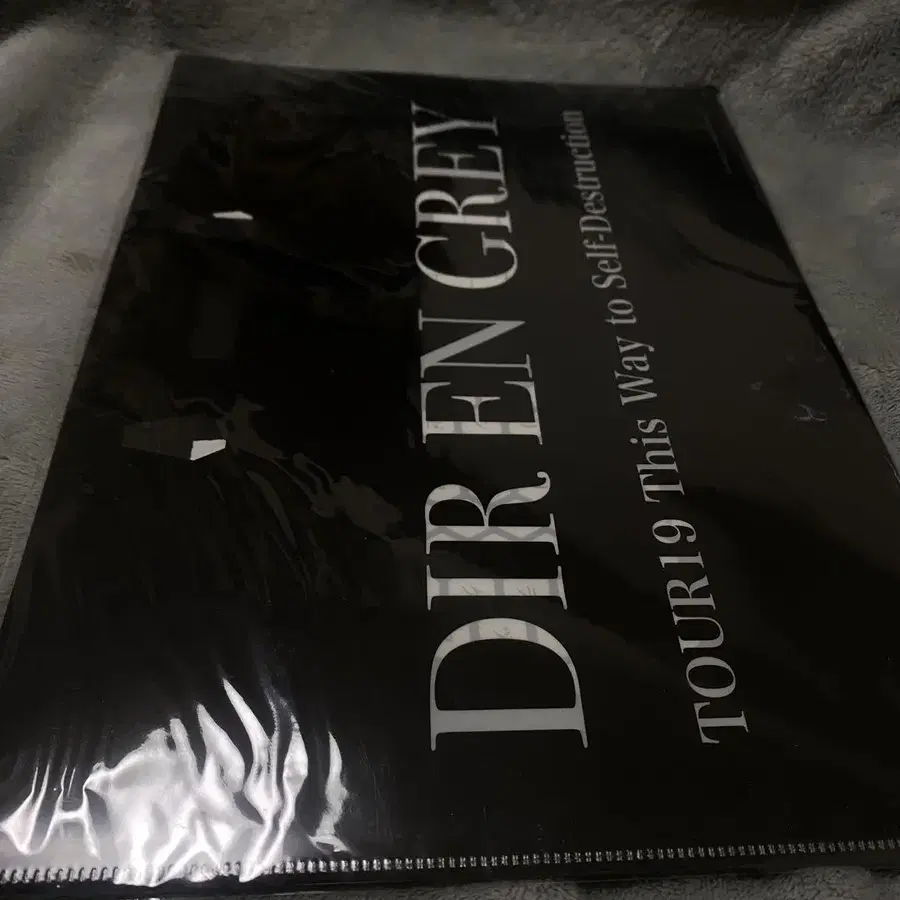 DIR EN GREY
TOUR19 This Way to Self-Destruction